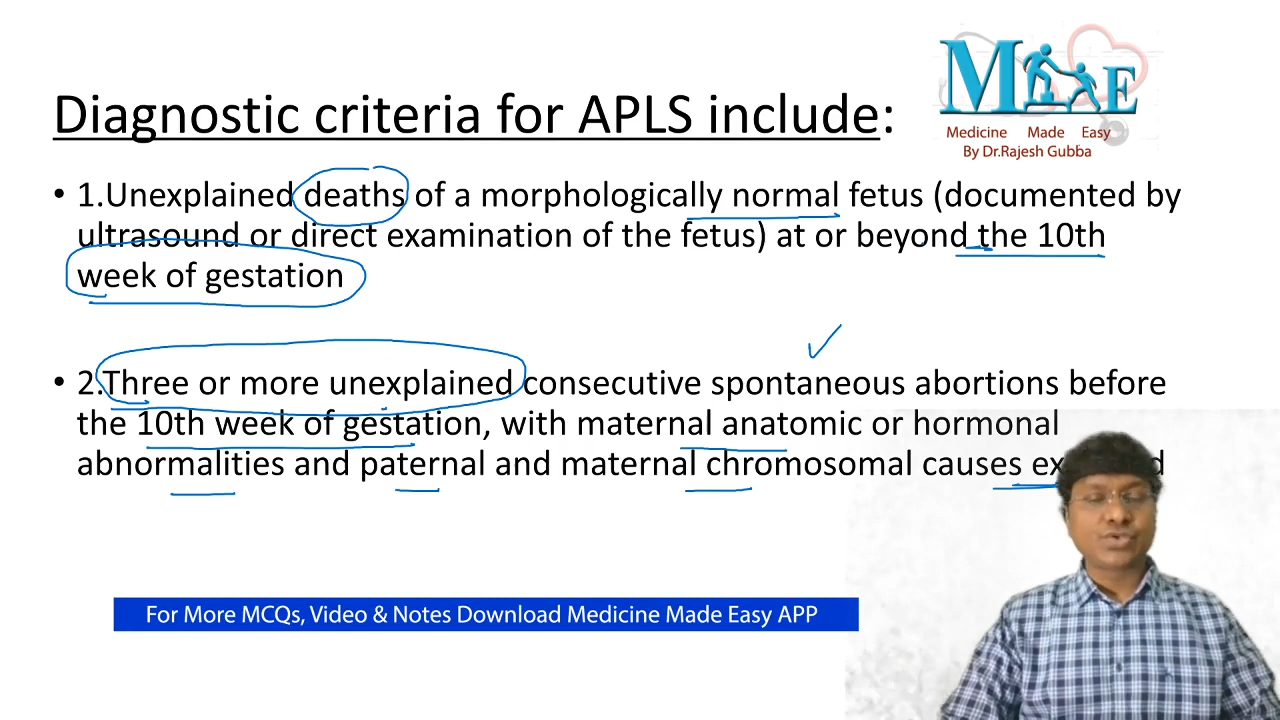 M E
Medicine Made Easy
By Dr.Rajesh Gubba
Diagnostic criteria for APLS include:
• 1.Unexplained deaths of a morphologically normal fetus (documented by
ultrasound or direct examination of the fetus) at or beyond the 10th
week of gestation
• 2.Three or more unexplained consecutive spontaneous abortions before
the 10th week of gestation, with maternal anatomic or hormonal
abnormalities and paternal and maternal chromosomal causes
For More MCQs, Video & Notes Download Medicine Made Easy APP